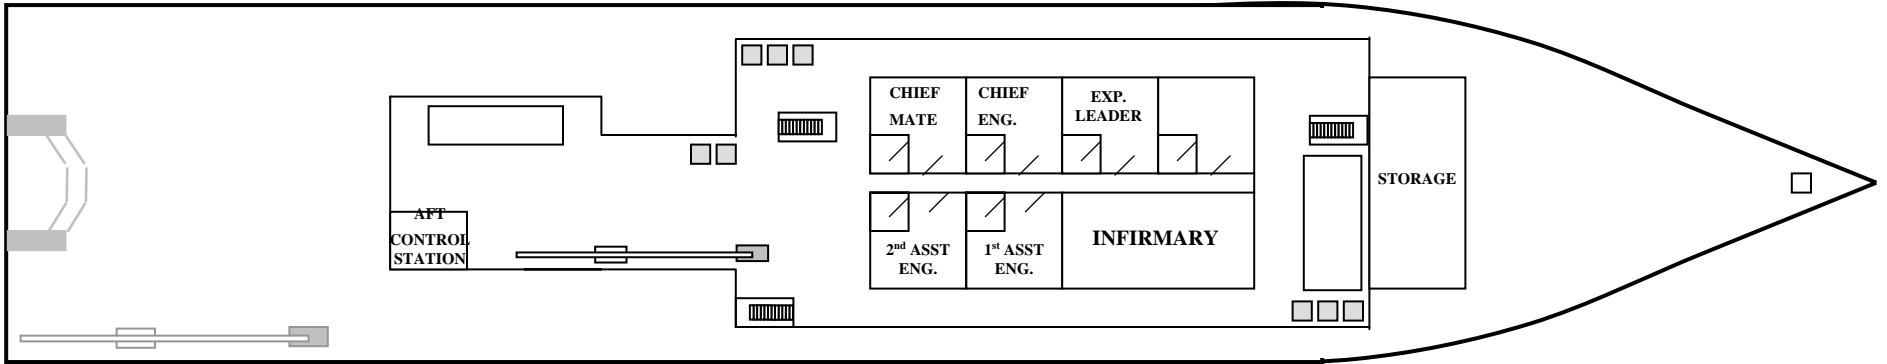 CHIEF
MATE
CHIEF
ENG.
EXP.
LEADER
STORAGE
AFT
CONTROL
STATION
2nd ASST
ENG.
1st ASST
ENG.
INFIRMARY